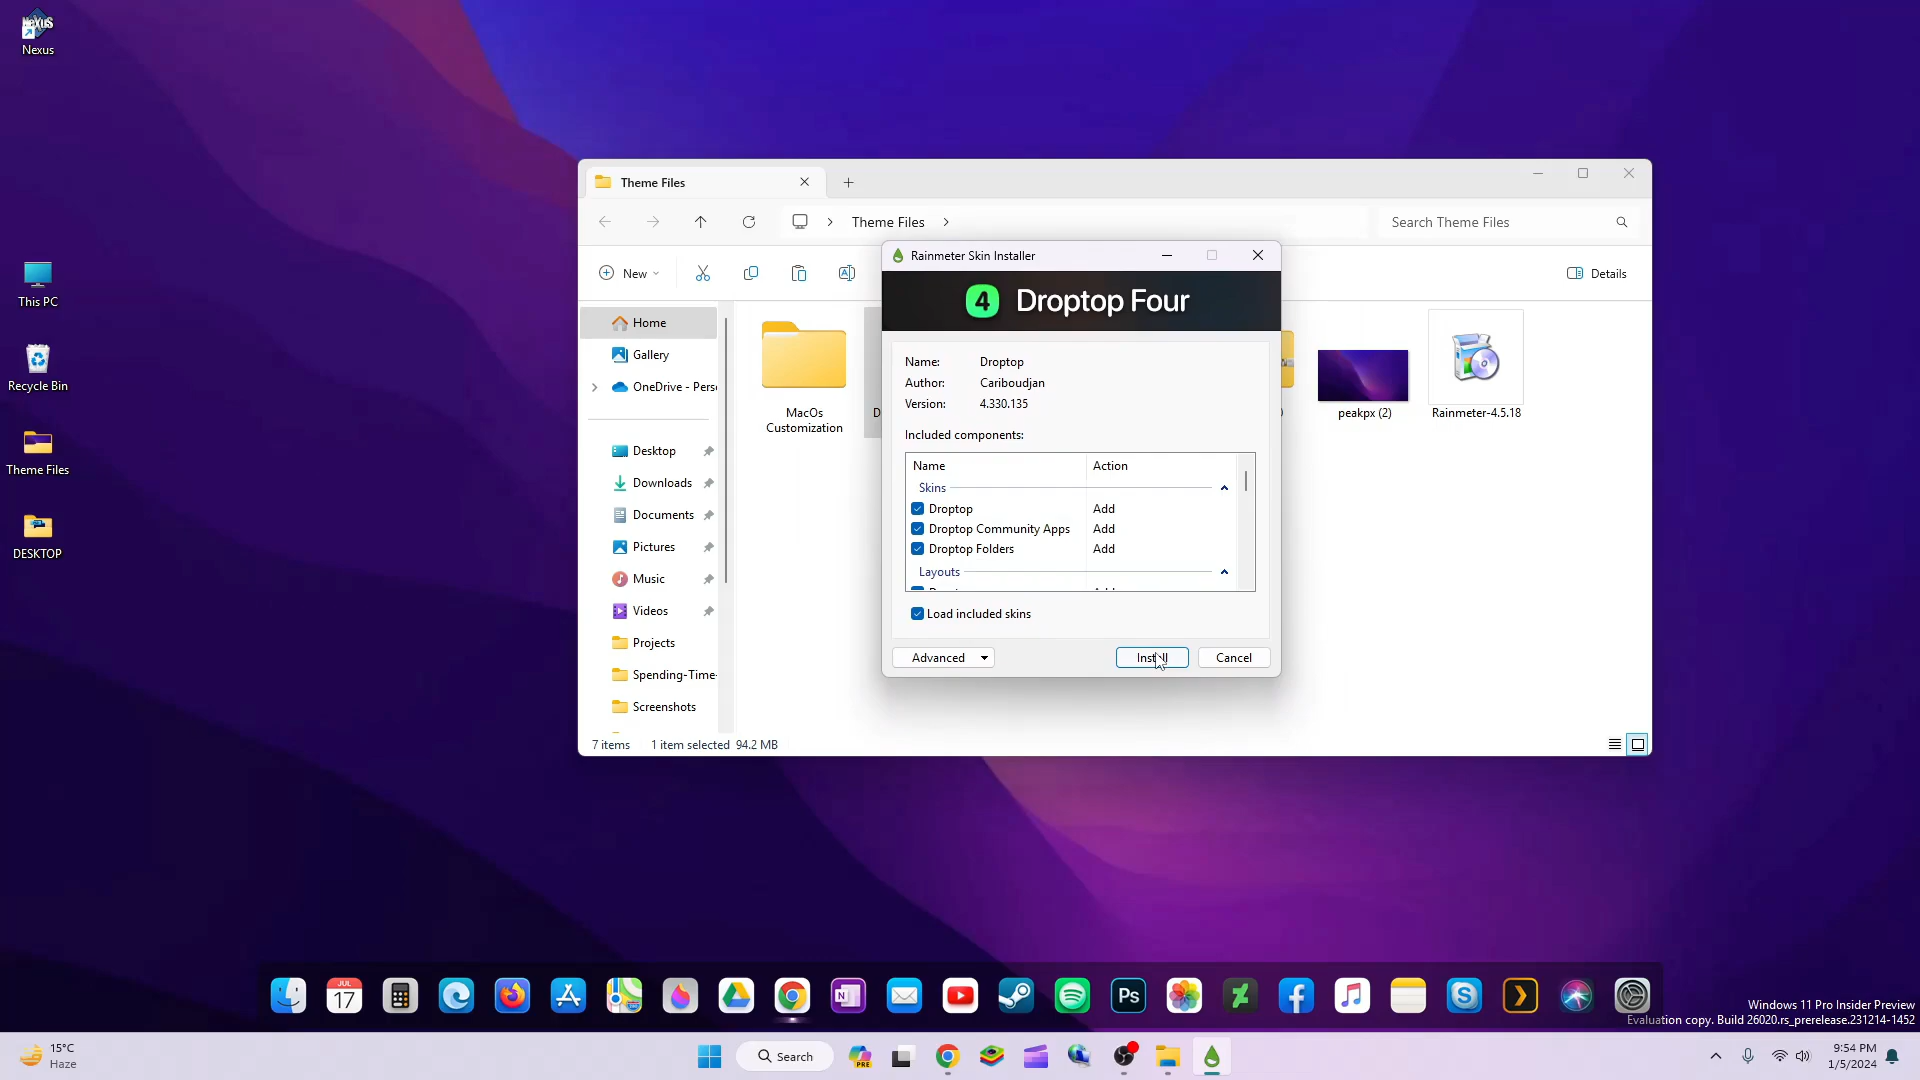 NeXuS
Nexus
This PC
Recycle Bin
Theme Files
DESKTOP
Theme Files
Theme Files
Search Theme Files
New
Details
Home
Gallery
OneDrive - Pers
Desktop
Downloads
Documents
Pictures
Music
Videos
Projects
Spending-Time-
Screenshots
MacOs
Customization
D
peakpx (2)
Rainmeter-4.5.18
7 items 1 item selected 94.2 MB
Rainmeter Skin Installer
4 Droptop Four
Name: Droptop
Author: Cariboudjan
Version: 4.330.135
Included components:
Name Action
Skins
Droptop Add
Droptop Community Apps Add
Droptop Folders Add
Layouts
Load included skins
Advanced
Install
Cancel
JUL
17
N
Ps
S
Windows 11 Pro Insider Preview
Evaluation copy. Build 26020.rs_prerelease.231214-1452
15°C
Haze
Search
PRE
9:54 PM
1/5/2024